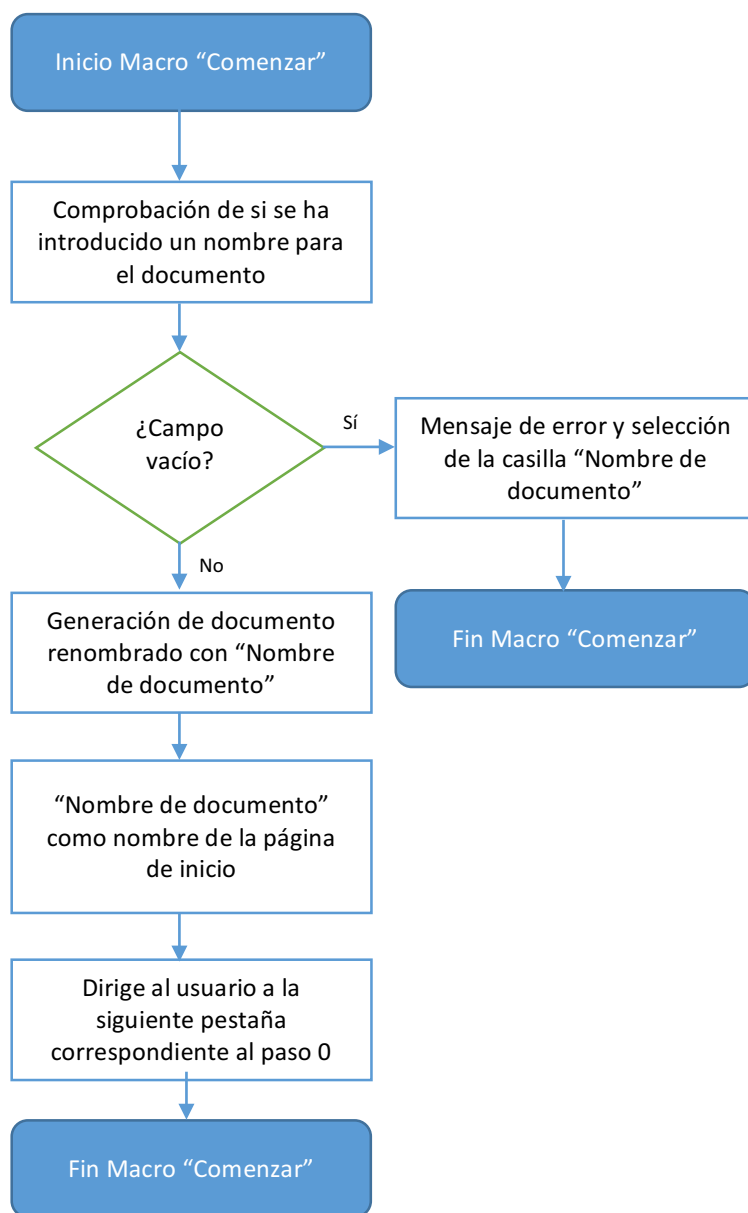 Inicio Macro “Comenzar”
Comprobación de si se ha
introducido un nombre para
el documento
¿Campo
vacío?
Sí
Mensaje de error y selección
de la casilla “Nombre de
documento”
No
Generación de documento
renombrado con “Nombre
de documento”
Fin Macro “Comenzar”
“Nombre de documento”
como nombre de la página
de inicio
Dirige al usuario a la
siguiente pestaña
correspondiente al paso 0
Fin Macro “Comenzar”